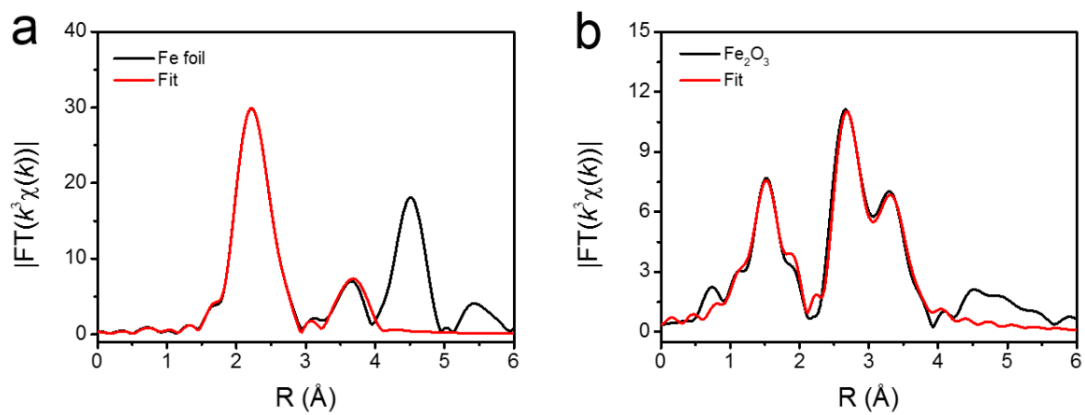 a
Fe foil
Fit
|FT(k³χ(k))|
40
30
20
10
0
0 1 2 3 4 5 6
R (Å)
b
Fe₂O₃
Fit
|FT(k³χ(k))|
15
12
9
6
3
0
0 1 2 3 4 5 6
R (Å)